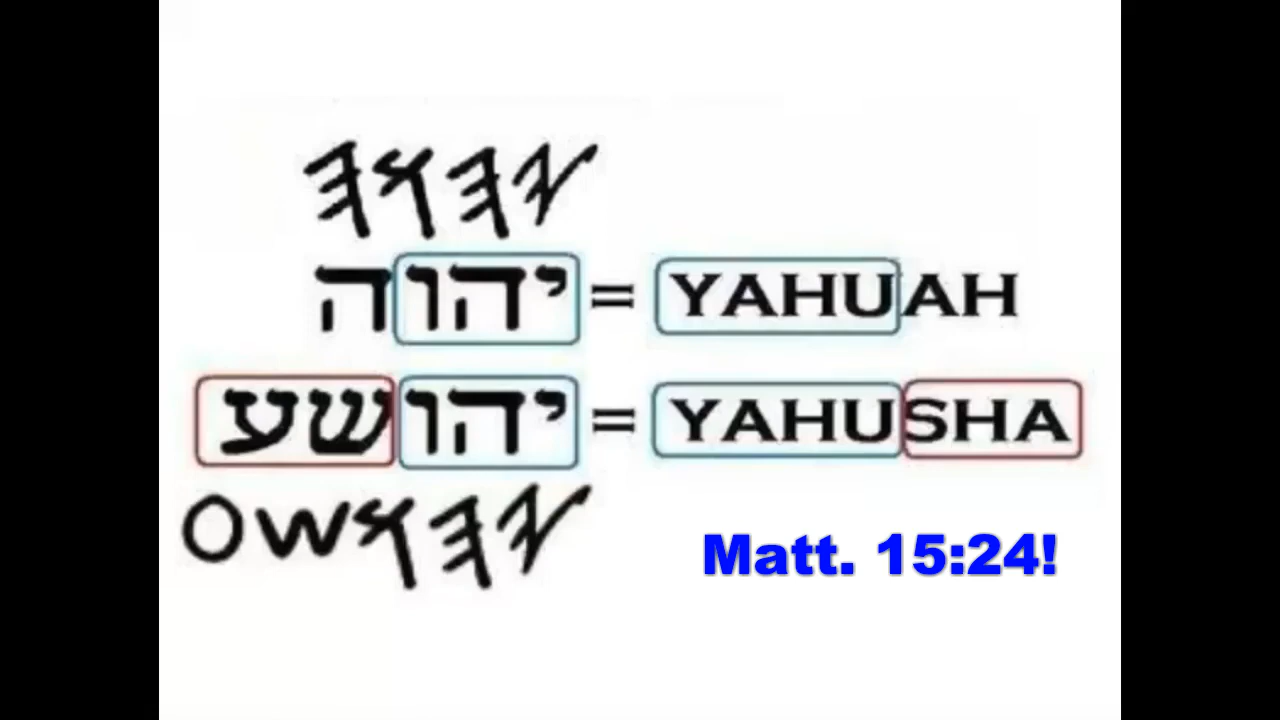 𐤉𐤄𐤅𐤄
יהוה = YAHUAH
יהושע = YAHUSHA
𐤉𐤄𐤅𐤔𐤏
Matt. 15:24!